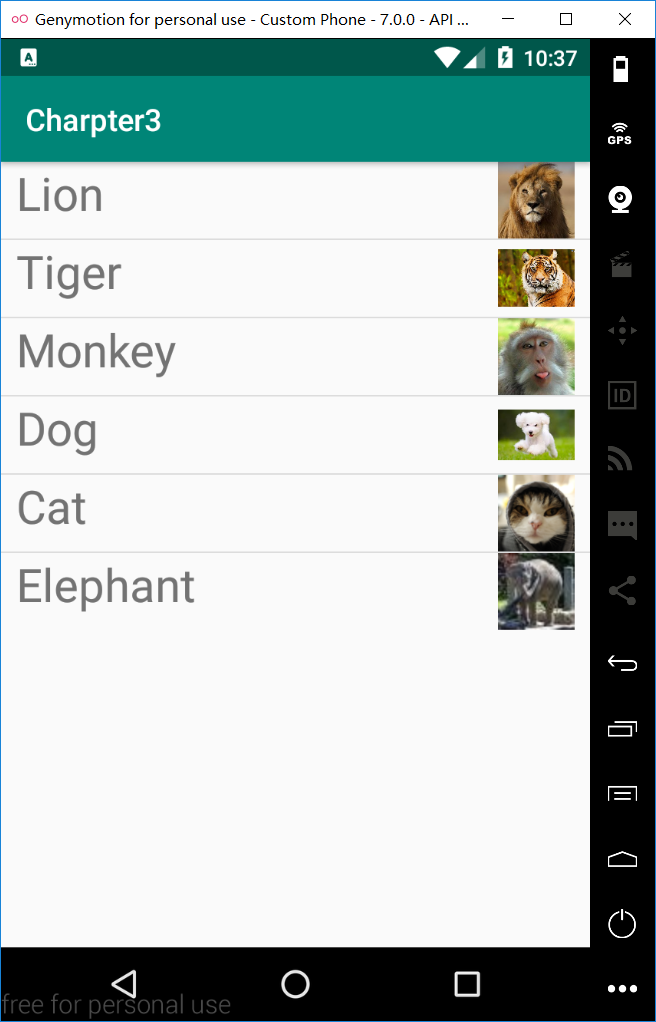 Genymotion for personal use - Custom Phone - 7.0.0 - API ...
A
10:37
GPS
Charpter3
Lion
Tiger
Monkey
Dog
ID
Cat
Elephant
free for personal use